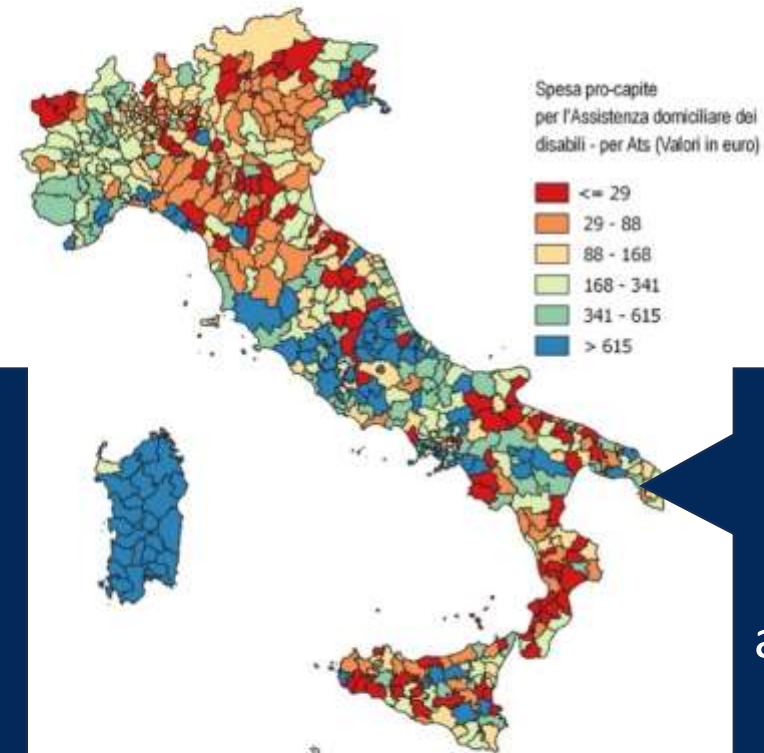 Spesa pro-capite
per l'Assistenza domiciliare dei
disabili - per Ats (Valori in euro)
<= 29
29 - 88
88 - 168
168 - 341
341 - 615
> 615
a